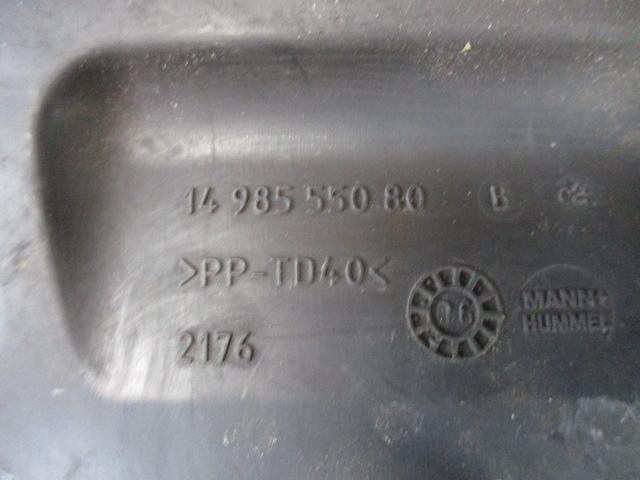 14 985 550 80 B
>PP-TD40<
2176
MANN+
HUMMEL